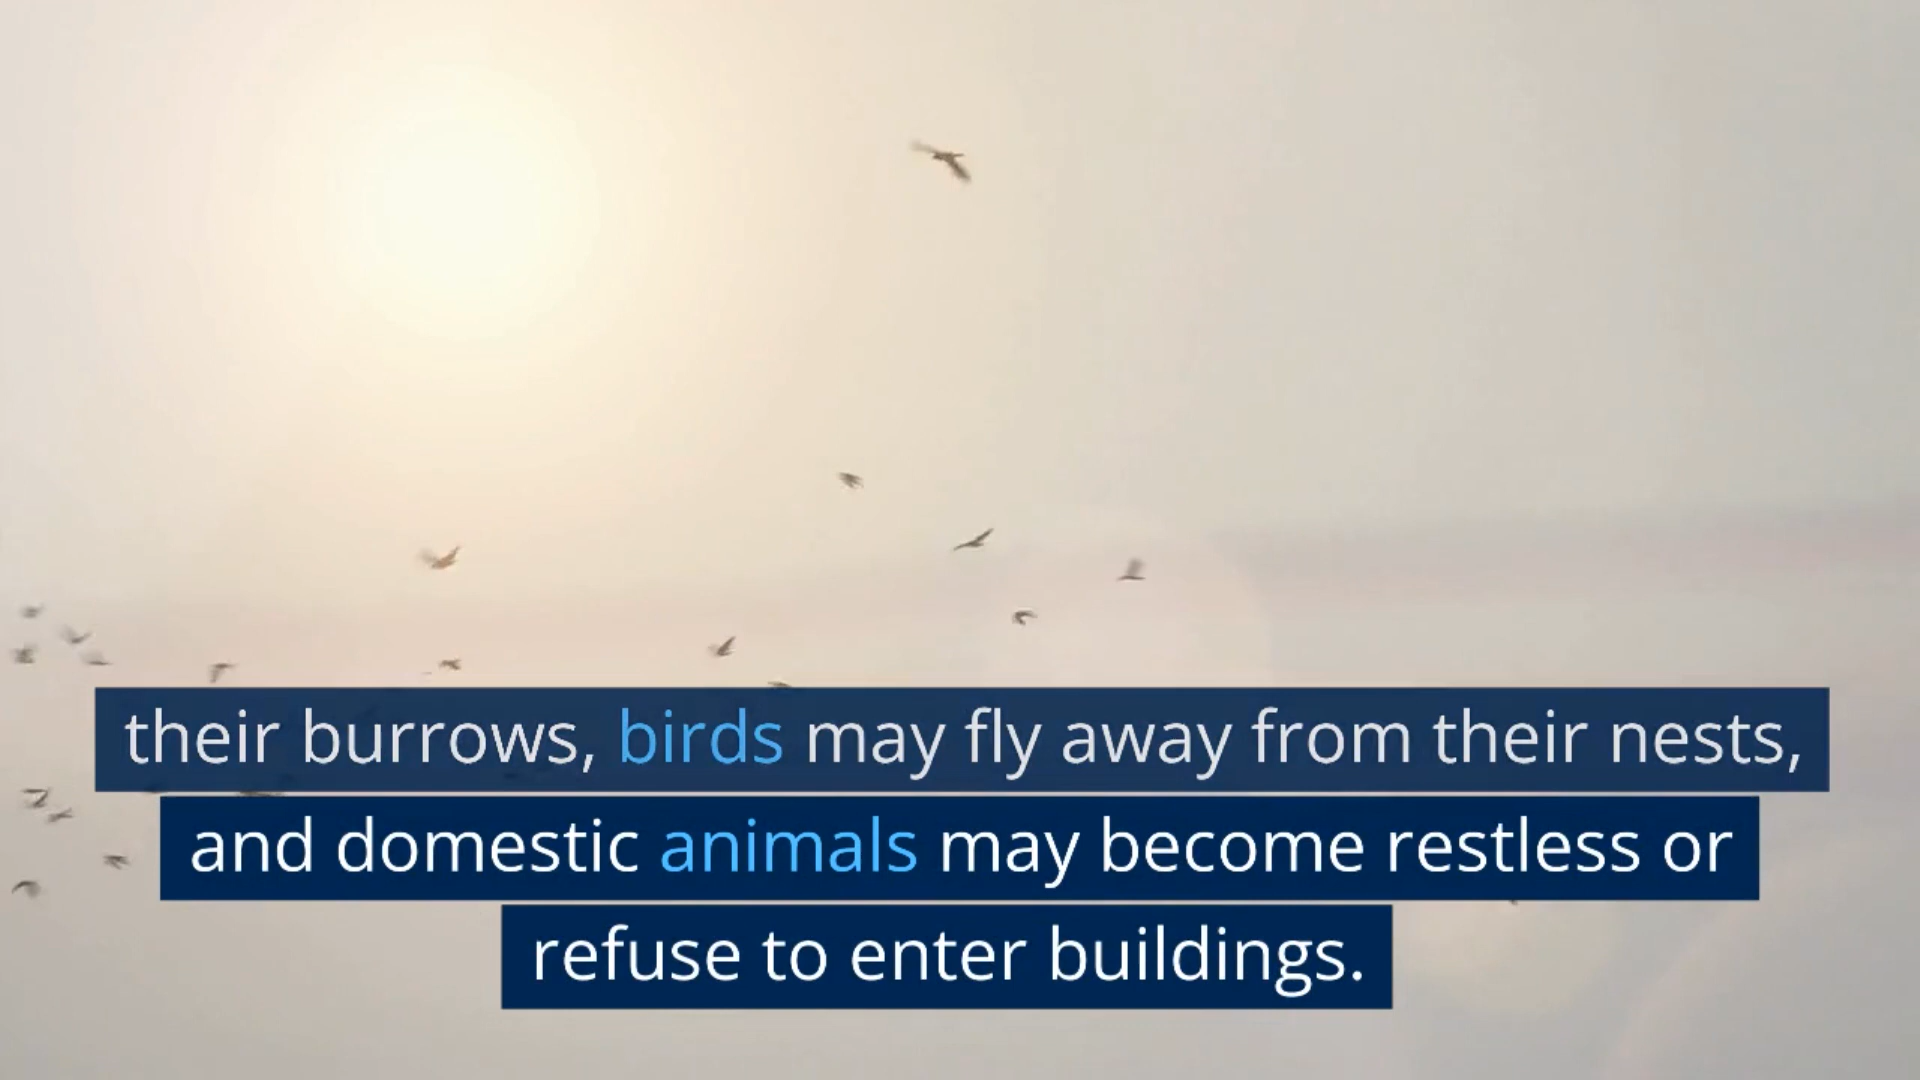 their burrows, birds may fly away from their nests,
and domestic animals may become restless or
refuse to enter buildings.